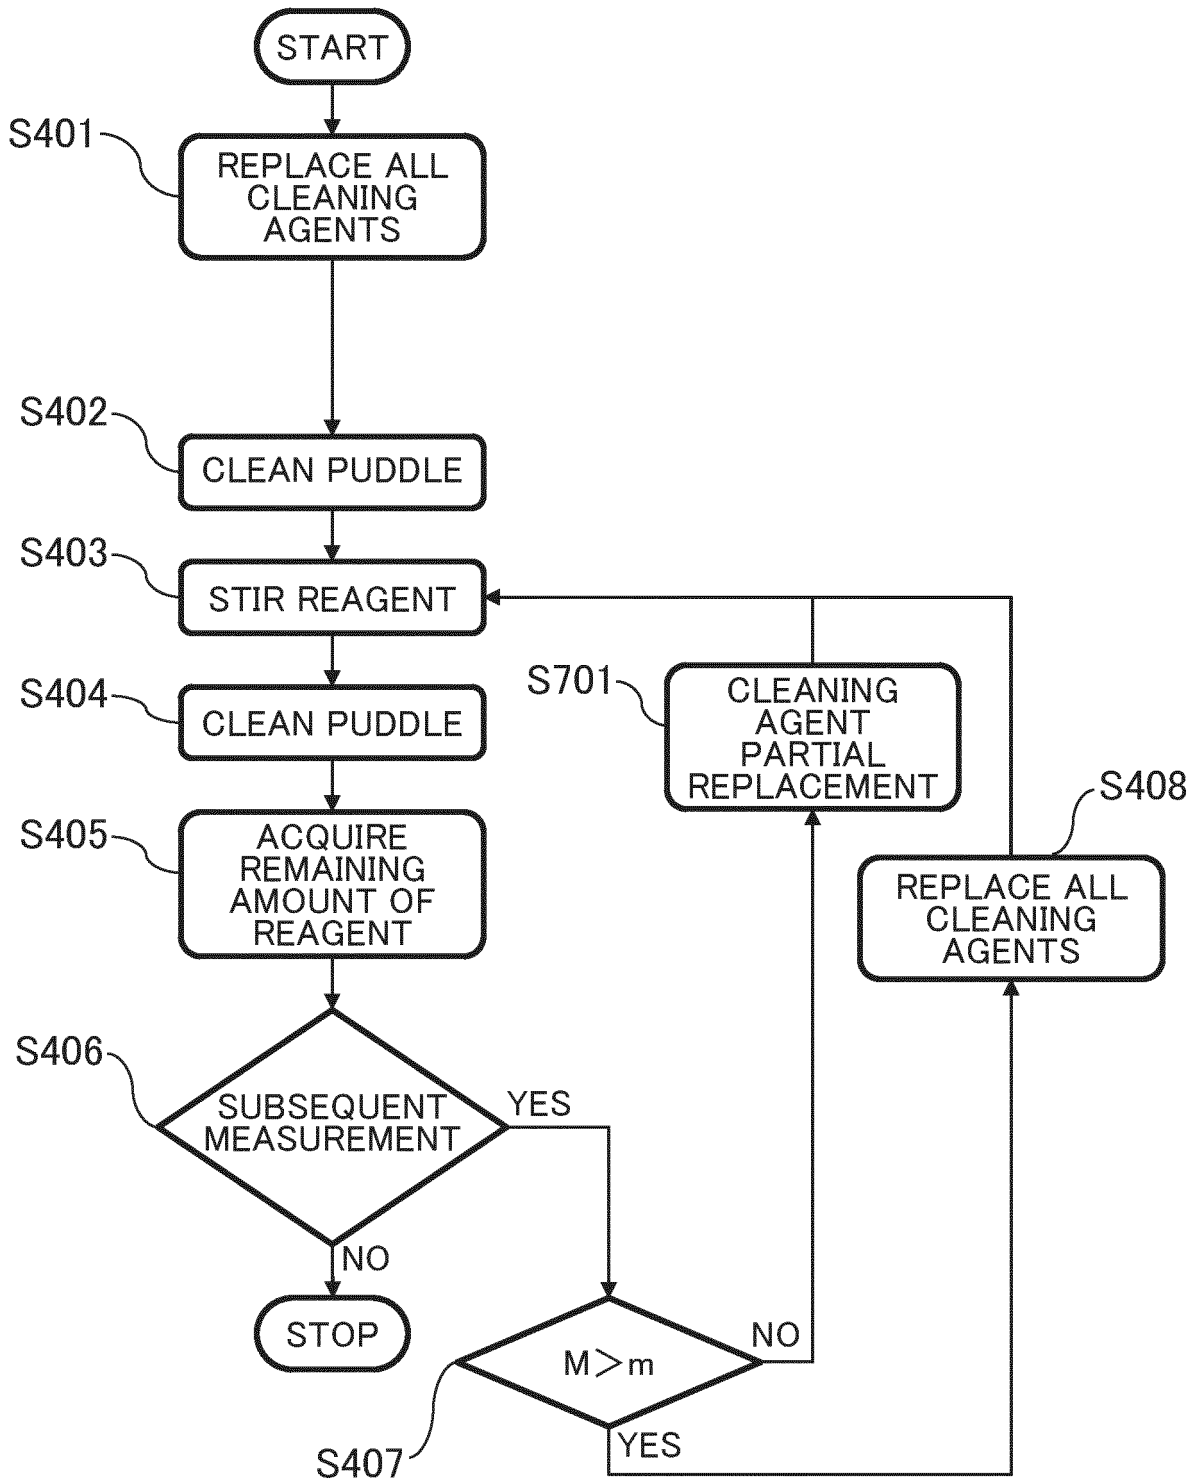 START
S401
REPLACE ALL
CLEANING
AGENTS
S402
CLEAN PUDDLE
S403
STIR REAGENT
S404
CLEAN PUDDLE
S405
ACQUIRE
REMAINING
AMOUNT OF
REAGENT
S406
SUBSEQUENT
MEASUREMENT
YES
NO
STOP
S407
M>m
NO
YES
S701
CLEANING
AGENT
PARTIAL
REPLACEMENT
S408
REPLACE ALL
CLEANING
AGENTS